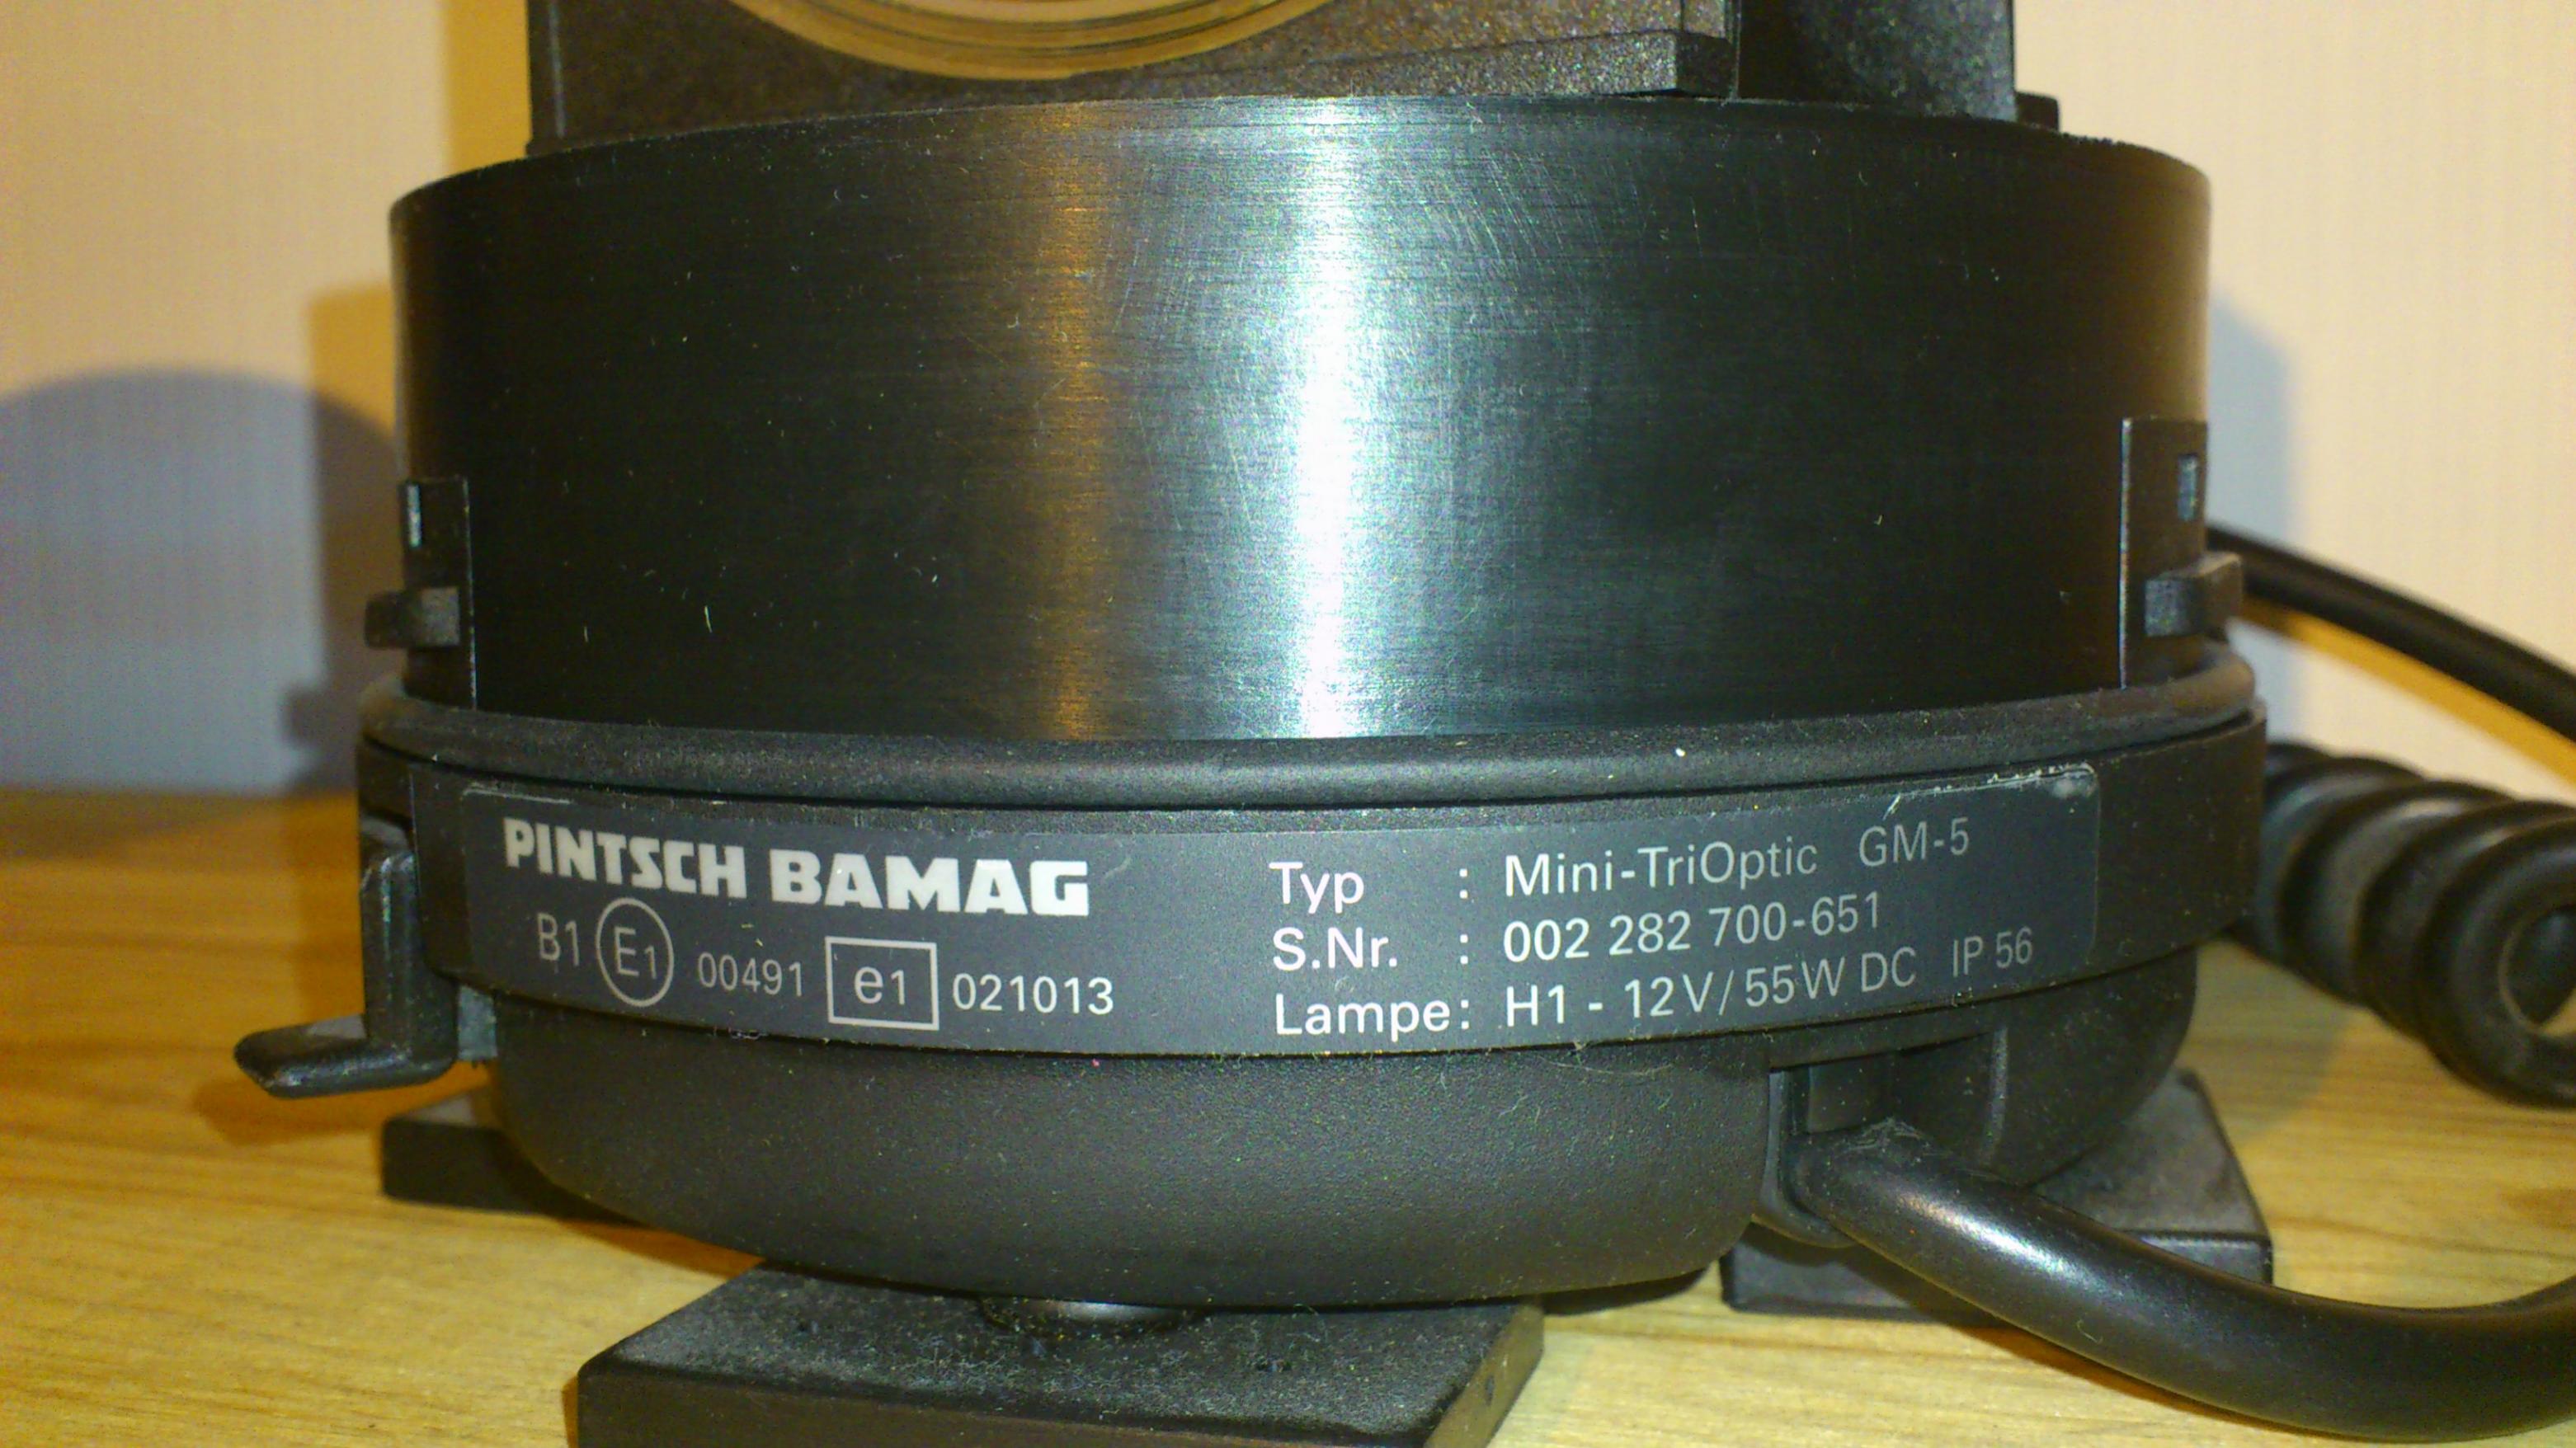 PINTSCH BAMAG
B1 E1 00491 e1 021013
Typ : Mini-TriOptic GM-5
S.Nr. : 002 282 700-651
Lampe: H1 - 12V/55W DC IP 56